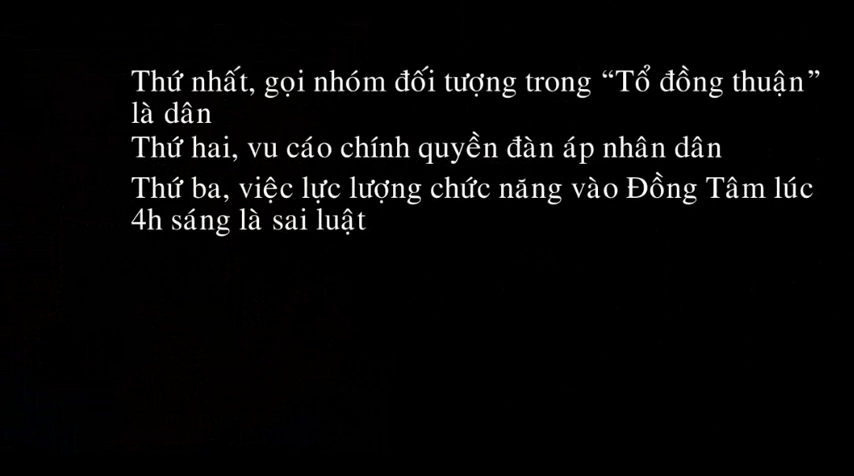 Thứ nhất, gọi nhóm đối tượng trong “Tổ đồng thuận”
là dân
Thứ hai, vu cáo chính quyền đàn áp nhân dân
Thứ ba, việc lực lượng chức năng vào Đồng Tâm lúc
4h sáng là sai luật